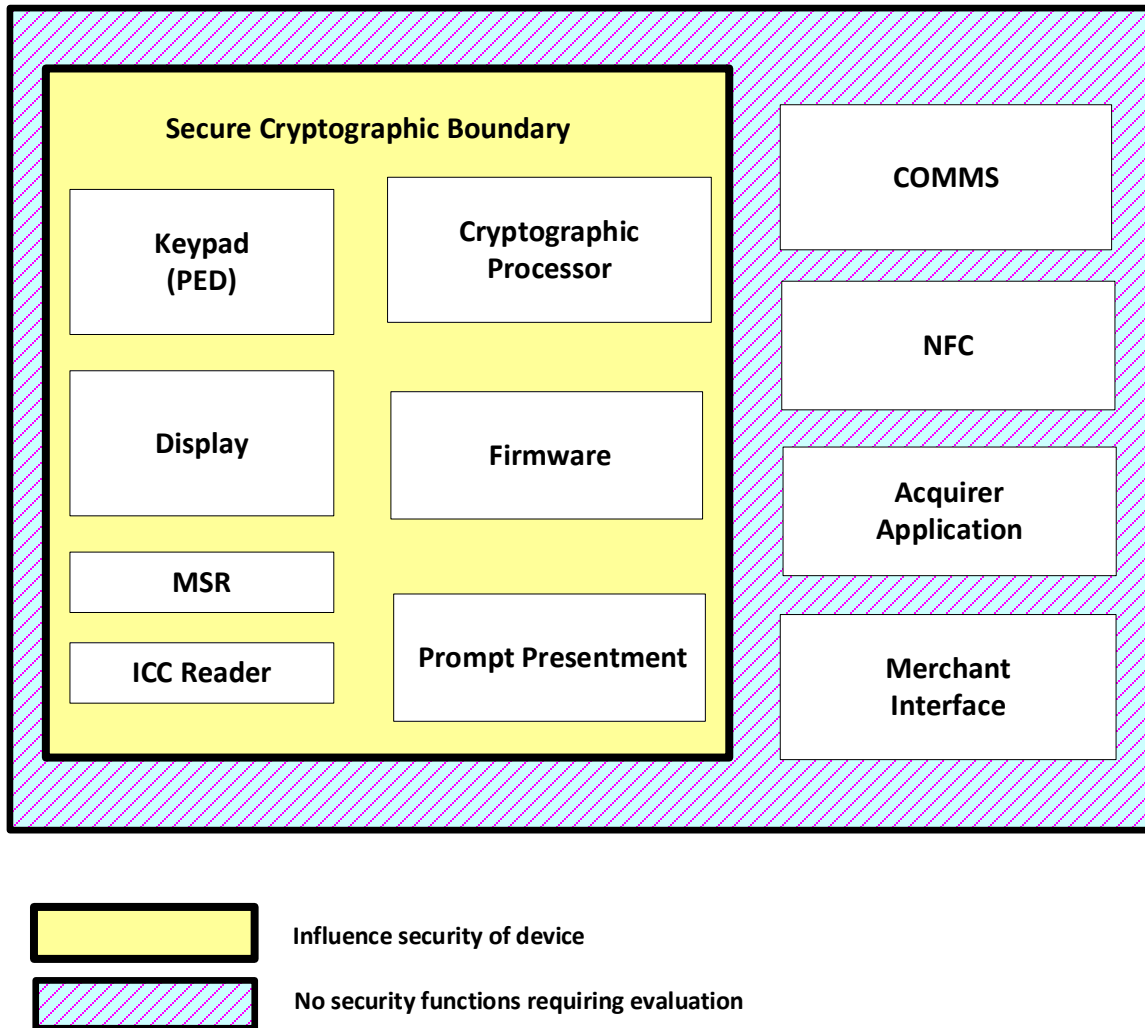 Secure Cryptographic Boundary
Keypad
(PED)
Cryptographic
Processor
Display
Firmware
MSR
ICC Reader
Prompt Presentment
COMMS
NFC
Acquirer
Application
Merchant
Interface
Influence security of device
No security functions requiring evaluation